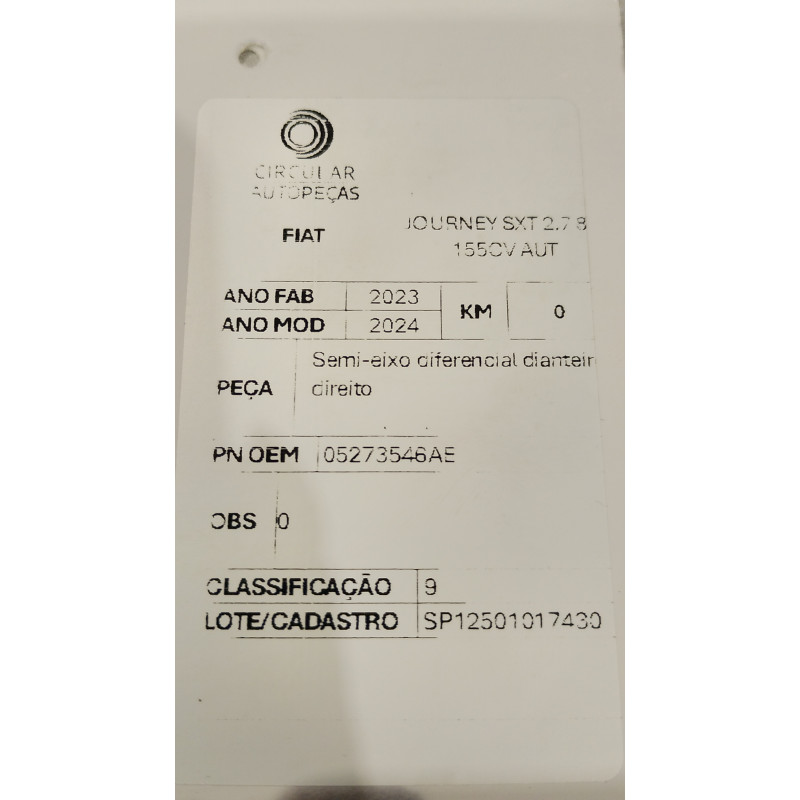 CIRCULAR
AUTOPEÇAS
FIAT
JOURNEY SXT 2.7 8
155CV AUT
ANO FAB 2023
ANO MOD 2024
KM 0
Semi-eixo diferencial dianteir
PEÇA direito
PN OEM 05273546AE
OBS 0
CLASSIFICAÇÃO 9
LOTE/CADASTRO SP12501017430